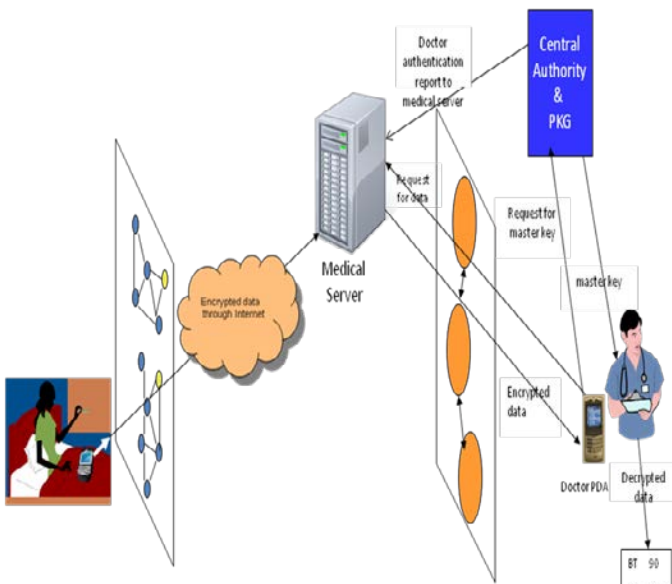 Doctor
authentication
report to
medical server
Central
Authority
&
PKG
Request
for data
Request for
master key
Medical
Server
Encrypted data
through Internet
master key
Encrypted
data
Doctor PDA
Decrypted
data
BT 90